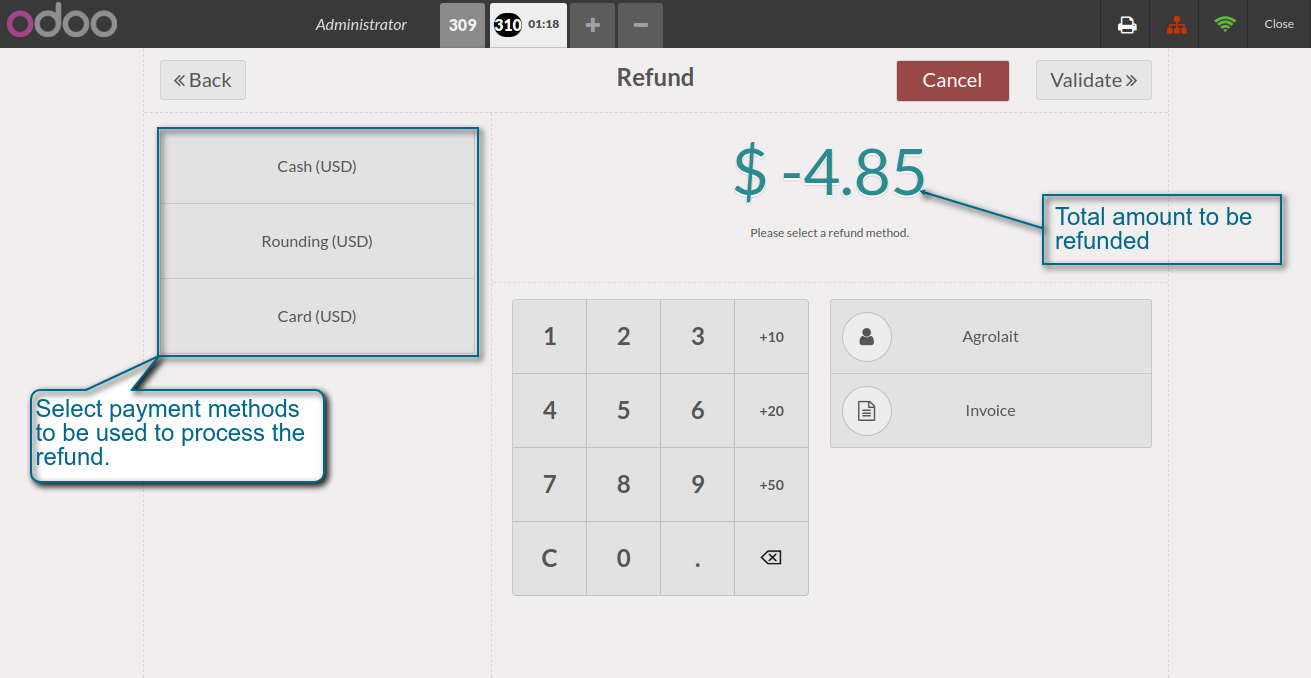 odoo
Administrator
309
310 01:18
+
−
Close
Back
Refund
Cancel
Validate
Cash (USD)
Rounding (USD)
Card (USD)
$ -4.85
Please select a refund method.
Total amount to be
refunded
Select payment methods
to be used to process the
refund.
1 2 3 +10
4 5 6 +20
7 8 9 +50
C 0 .
Agrolait
Invoice